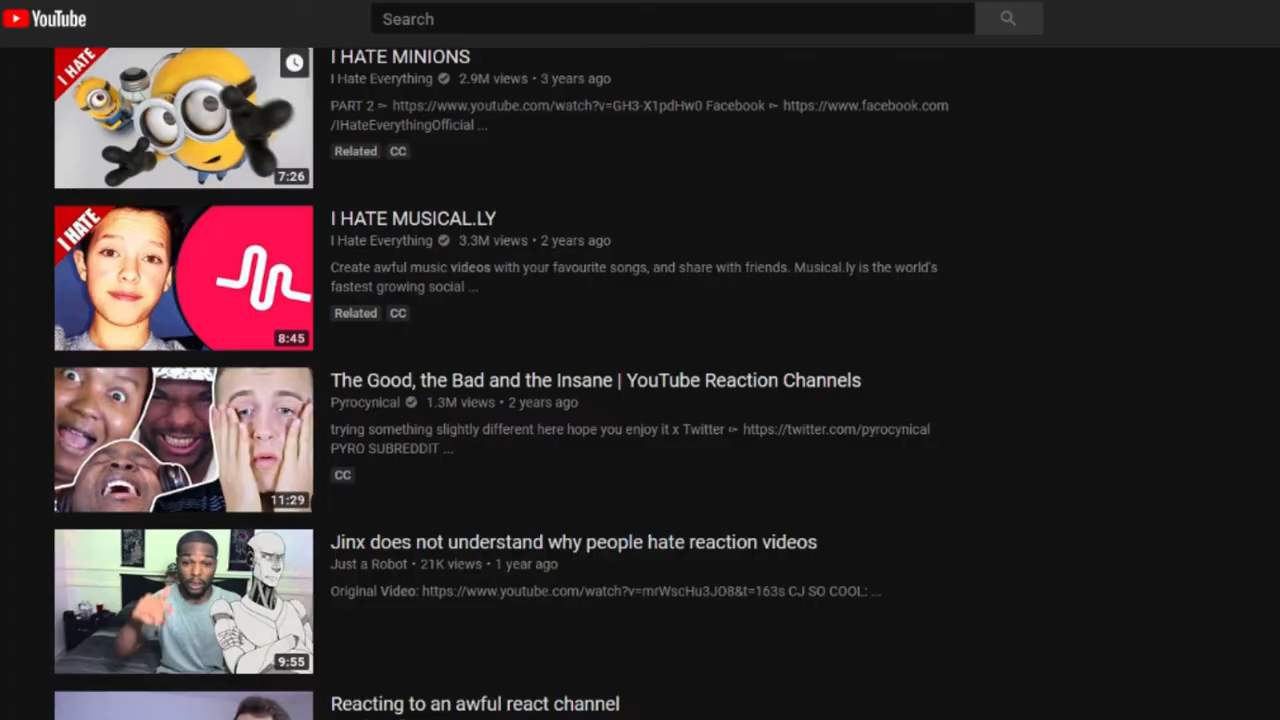 YouTube
Search
I HATE
7:26
I HATE MINIONS
I Hate Everything 2.9M views • 3 years ago
PART 2 ► https://www.youtube.com/watch?v=GH3-X1pdHw0 Facebook ► https://www.facebook.com
/IHateEverythingOfficial ...
Related CC
I HATE
8:45
I HATE MUSICAL.LY
I Hate Everything 3.3M views • 2 years ago
Create awful music videos with your favourite songs, and share with friends. Musical.ly is the world's
fastest growing social ...
Related CC
11:29
The Good, the Bad and the Insane | YouTube Reaction Channels
Pyrocynical 1.3M views • 2 years ago
trying something slightly different here hope you enjoy it x Twitter ► https://twitter.com/pyrocynical
PYRO SUBREDDIT ...
CC
9:55
Jinx does not understand why people hate reaction videos
Just a Robot • 21K views • 1 year ago
Original Video: https://www.youtube.com/watch?v=mrWscHu3JO8&t=163s CJ SO COOL: ...
Reacting to an awful react channel